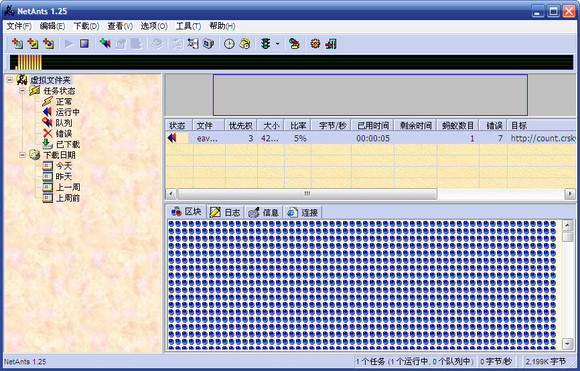 NetAnts 1.25
文件(F) 编辑(E) 下载(D) 查看(V) 选项(O) 工具(T) 帮助(H)
虚拟文件夹
任务状态
正常
运行中
队列
错误
已下载
下载日期
今天
昨天
上一周
上周前
状态 文件 优先权 大小 比率 字节/秒 已用时间 剩余时间 蚂蚁数目 错误 目标
eav... 3 42... 5% 00:00:05 1 7 http://count.crsky
区块 日志 信息 连接
NetAnts 1.25 1 个任务 (1 个运行中, 0 个队列中) 0 字节/秒 2,199K 字节